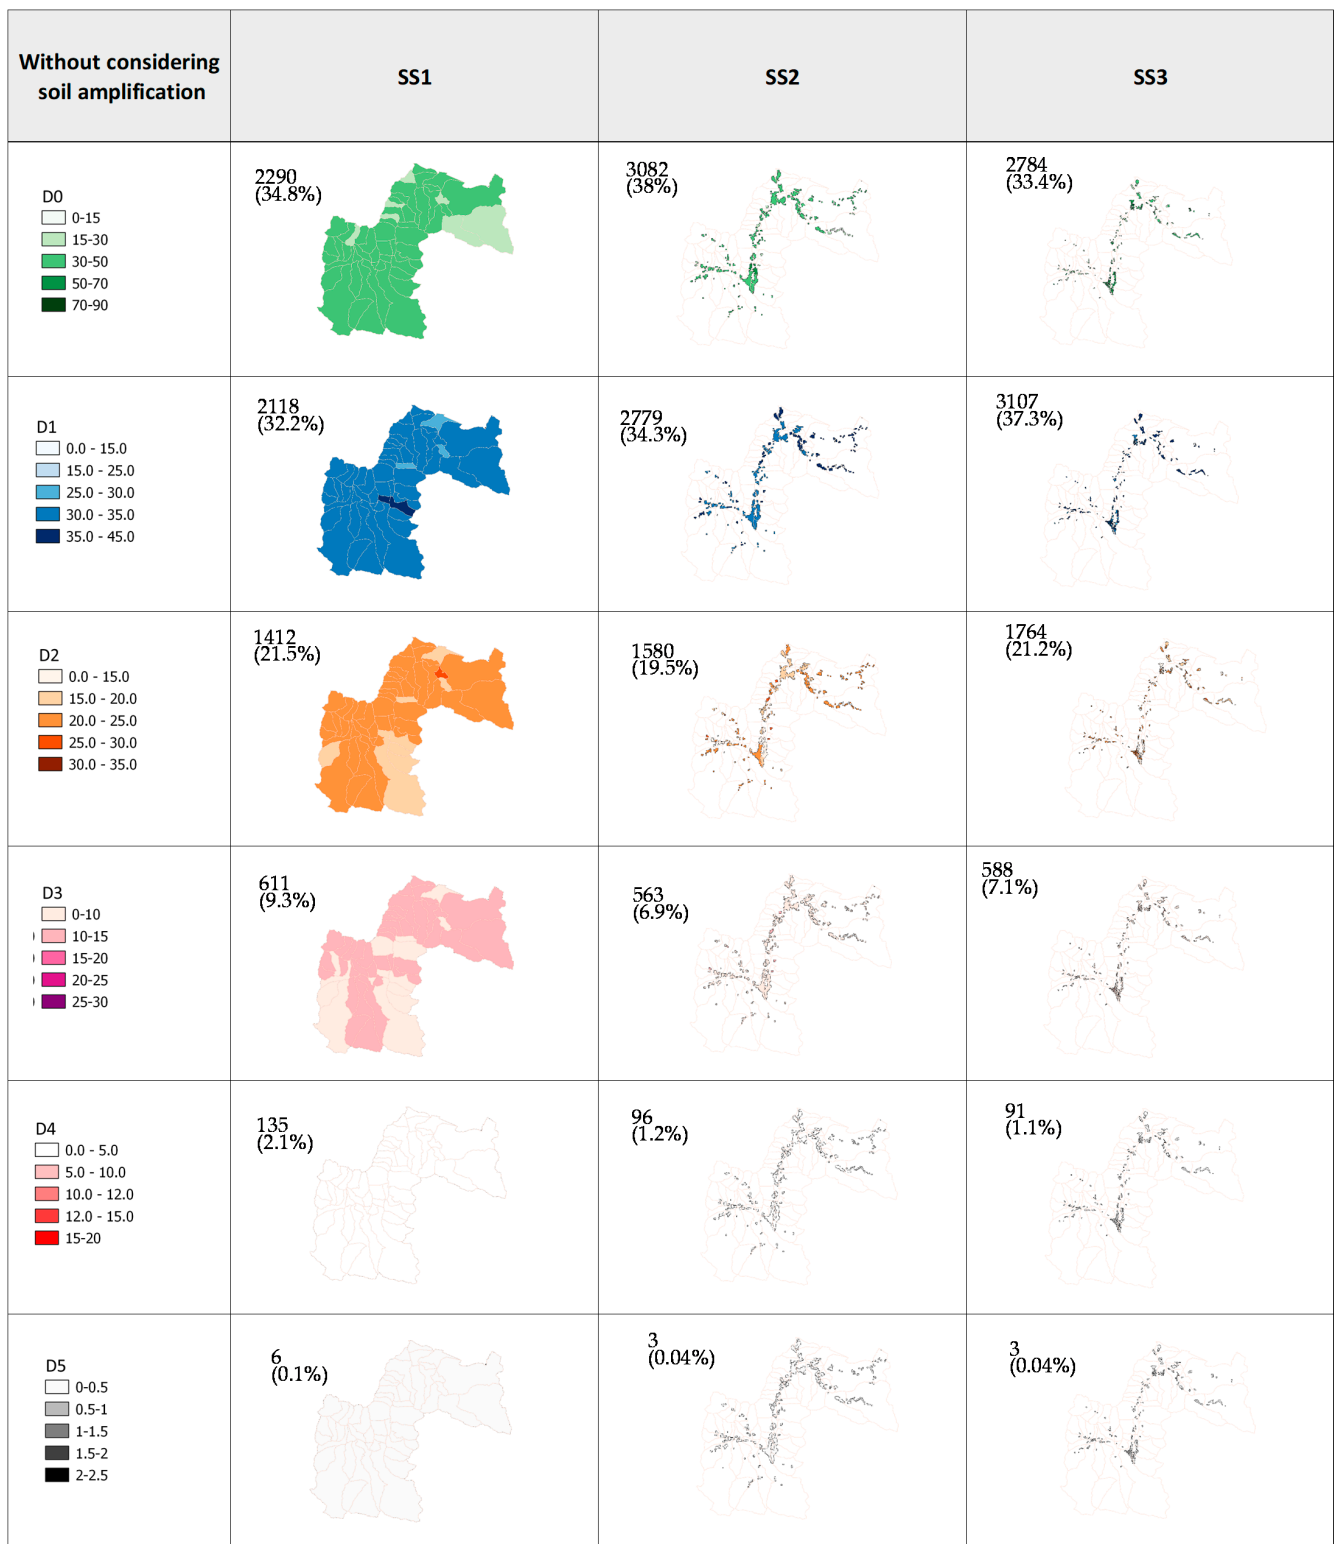 Without considering
soil amplification
SS1
SS2
SS3
D0
0-15
15-30
30-50
50-70
70-90
2290
(34.8%)
3082
(38%)
2784
(33.4%)
D1
0.0 - 15.0
15.0 - 25.0
25.0 - 30.0
30.0 - 35.0
35.0 - 45.0
2118
(32.2%)
2779
(34.3%)
3107
(37.3%)
D2
0.0 - 15.0
15.0 - 20.0
20.0 - 25.0
25.0 - 30.0
30.0 - 35.0
1412
(21.5%)
1580
(19.5%)
1764
(21.2%)
D3
0-10
10-15
15-20
20-25
25-30
611
(9.3%)
563
(6.9%)
588
(7.1%)
D4
0.0 - 5.0
5.0 - 10.0
10.0 - 12.0
12.0 - 15.0
15-20
135
(2.1%)
96
(1.2%)
91
(1.1%)
D5
0-0.5
0.5-1
1-1.5
1.5-2
2-2.5
6
(0.1%)
3
(0.04%)
3
(0.04%)